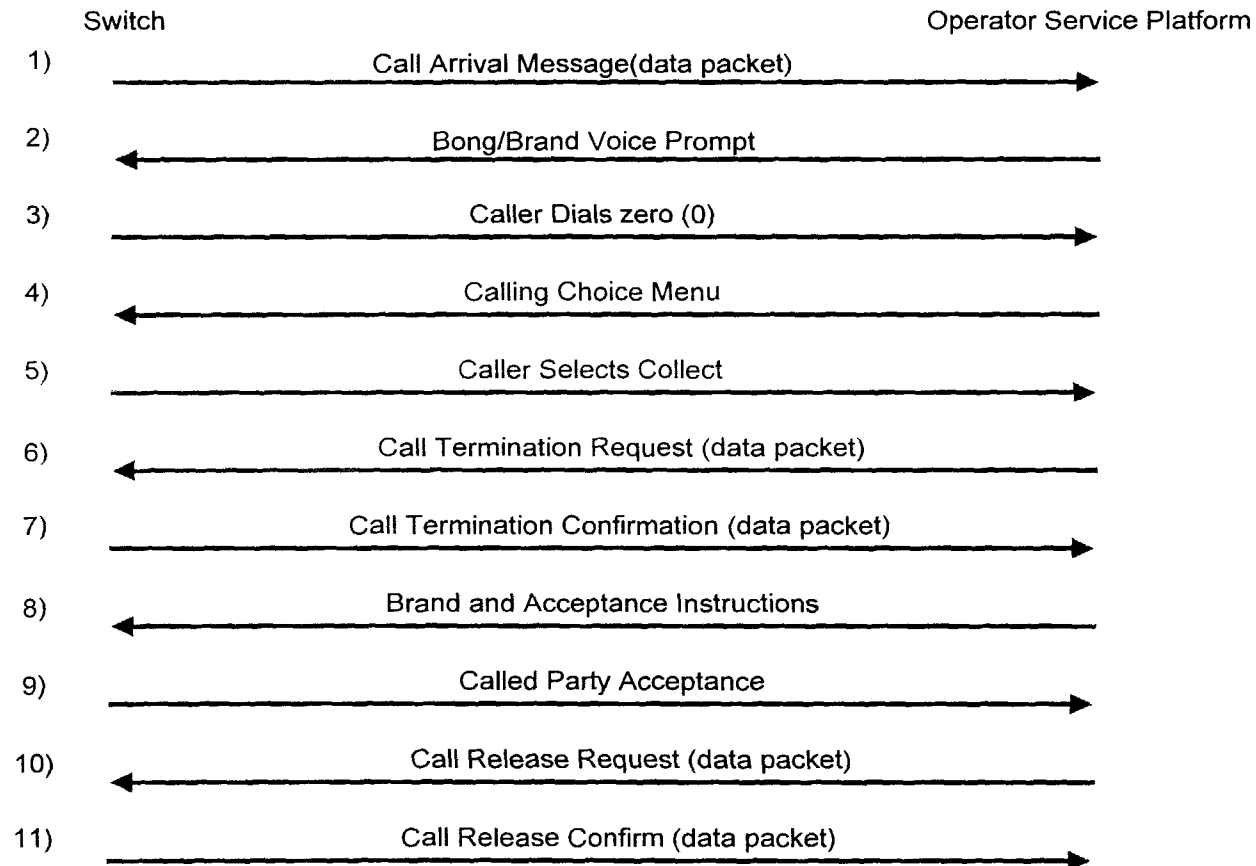 Switch Operator Service Platform
1) Call Arrival Message(data packet)
2) Bong/Brand Voice Prompt
3) Caller Dials zero (0)
4) Calling Choice Menu
5) Caller Selects Collect
6) Call Termination Request (data packet)
7) Call Termination Confirmation (data packet)
8) Brand and Acceptance Instructions
9) Called Party Acceptance
10) Call Release Request (data packet)
11) Call Release Confirm (data packet)